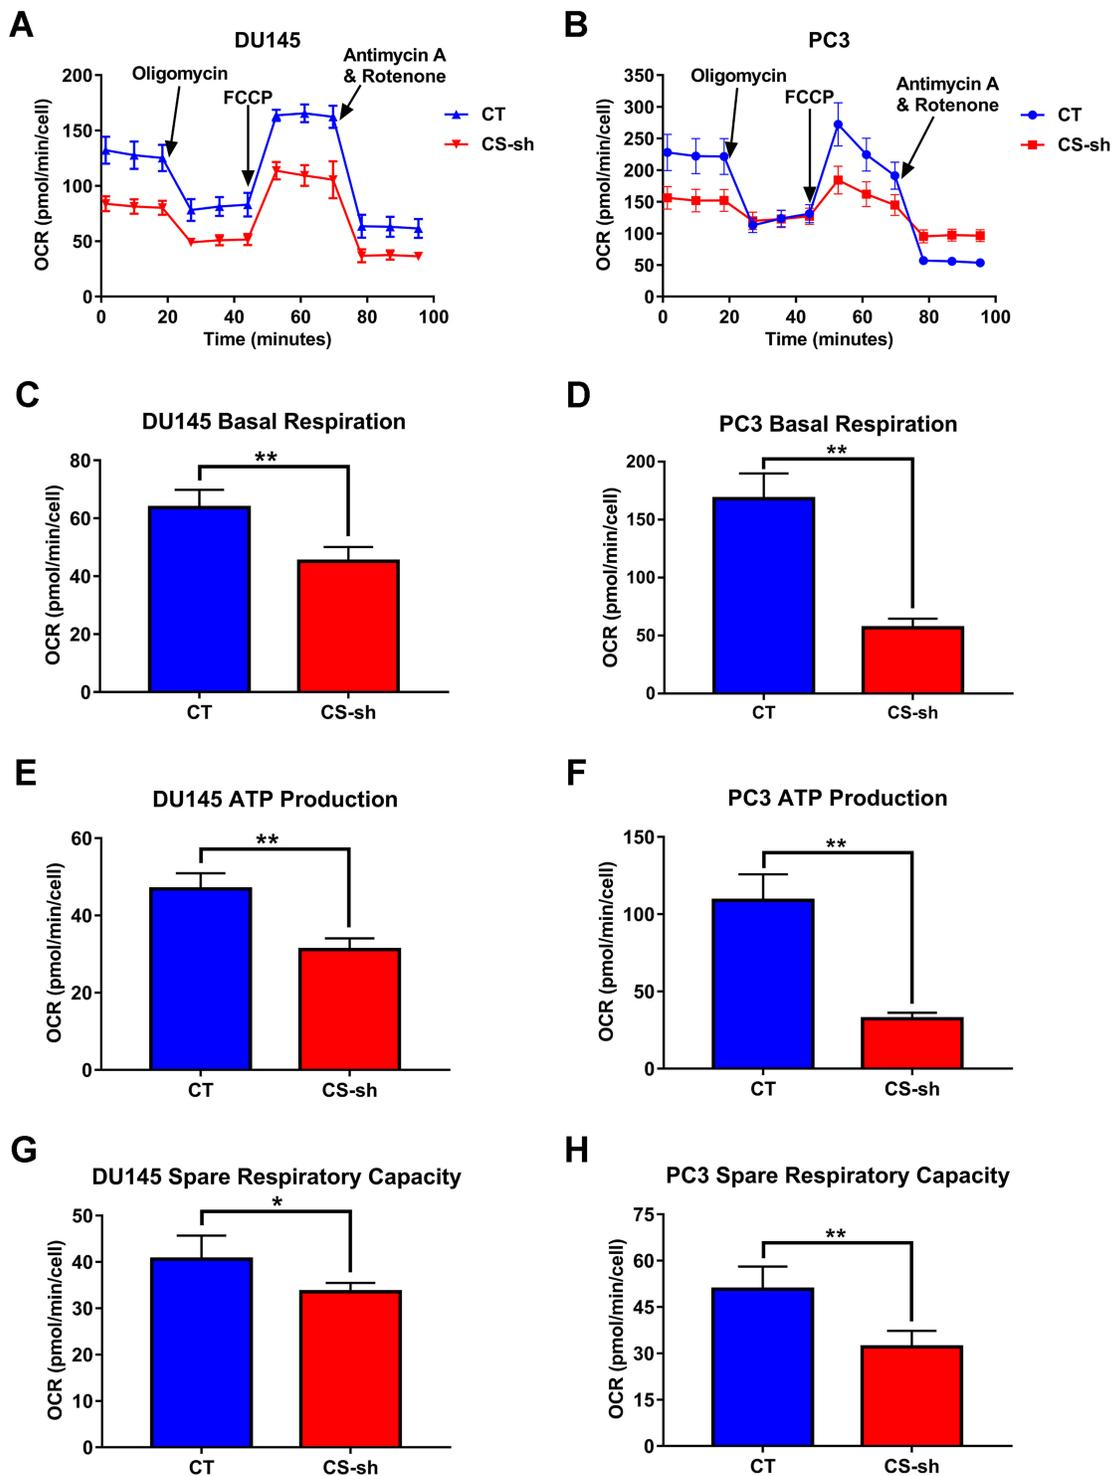 A
DU145
Oligomycin
FCCP
Antimycin A
& Rotenone
OCR (pmol/min/cell)
200
150
100
50
0
0 20 40 60 80 100
Time (minutes)
CT
CS-sh
B
PC3
Oligomycin
FCCP
Antimycin A
& Rotenone
OCR (pmol/min/cell)
350
300
250
200
150
100
50
0
0 20 40 60 80 100
Time (minutes)
CT
CS-sh
C
DU145 Basal Respiration
**
OCR (pmol/min/cell)
80
60
40
20
0
CT CS-sh
D
PC3 Basal Respiration
**
OCR (pmol/min/cell)
200
150
100
50
0
CT CS-sh
E
DU145 ATP Production
**
OCR (pmol/min/cell)
60
40
20
0
CT CS-sh
F
PC3 ATP Production
**
OCR (pmol/min/cell)
150
100
50
0
CT CS-sh
G
DU145 Spare Respiratory Capacity
*
OCR (pmol/min/cell)
50
40
30
20
10
0
CT CS-sh
H
PC3 Spare Respiratory Capacity
**
OCR (pmol/min/cell)
75
60
45
30
15
0
CT CS-sh